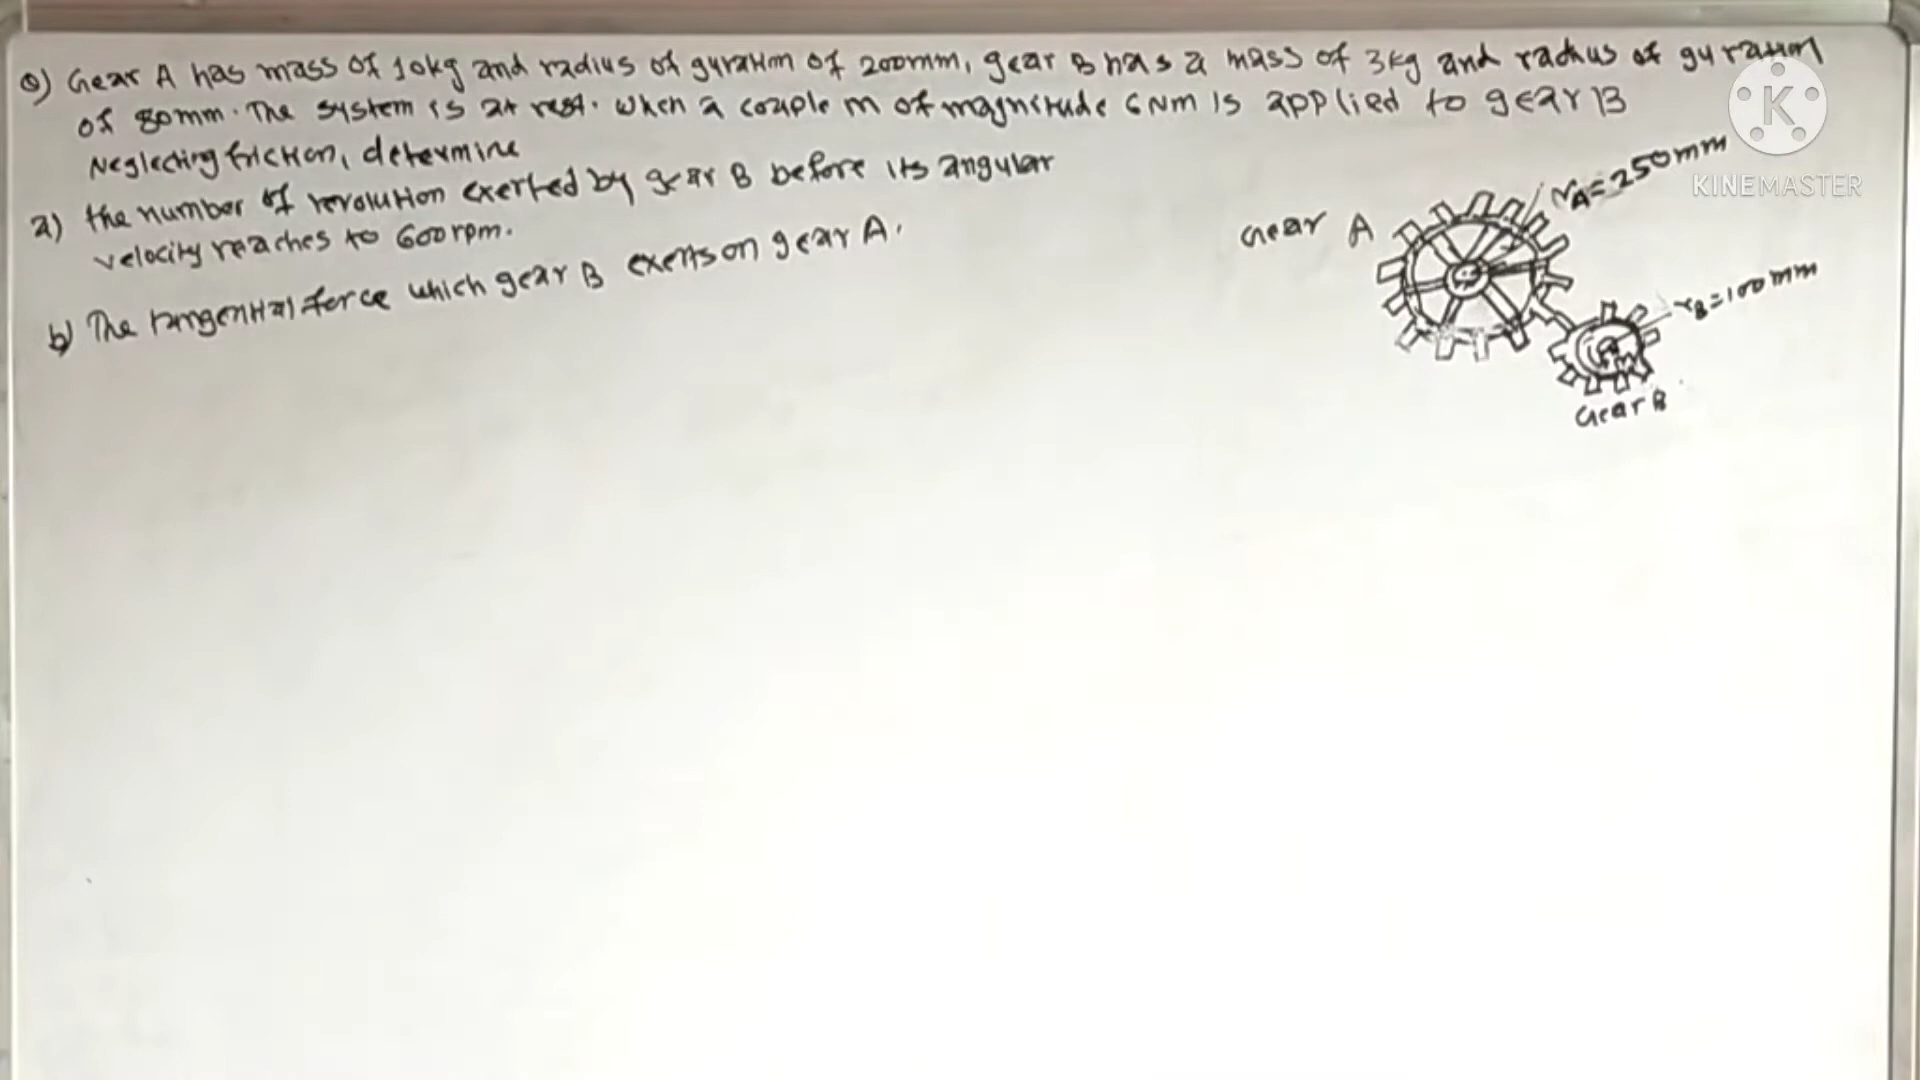 Q) Gear A has mass of 10kg and radius of gyration of 200mm, gear B has a mass of 3kg and radius of gyration
of 80mm. The system is at rest. When a couple m of magnitude 6Nm is applied to gear B
Neglecting friction, determine
a) the number of revolution exerted by gear B before its angular
velocity reaches to 600rpm.
b) The tangential force which gear B exerts on gear A.
Gear A
rA=250mm
rB=100mm
M
Gear B
KINEMASTER